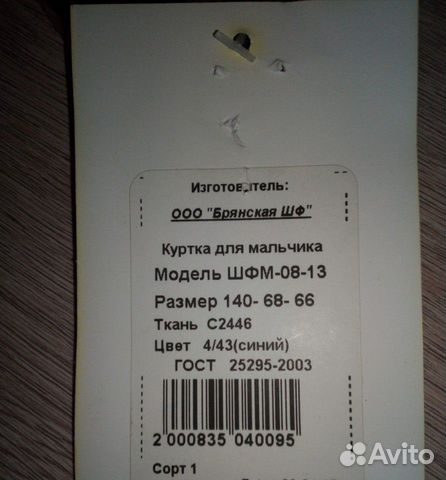 Изготовитель:
ООО "Брянская ШФ"
Куртка для мальчика
Модель ШФМ-08-13
Размер 140- 68- 66
Ткань С2446
Цвет 4/43(синий)
ГОСТ 25295-2003
2 000835 040095
Сорт 1
Avito